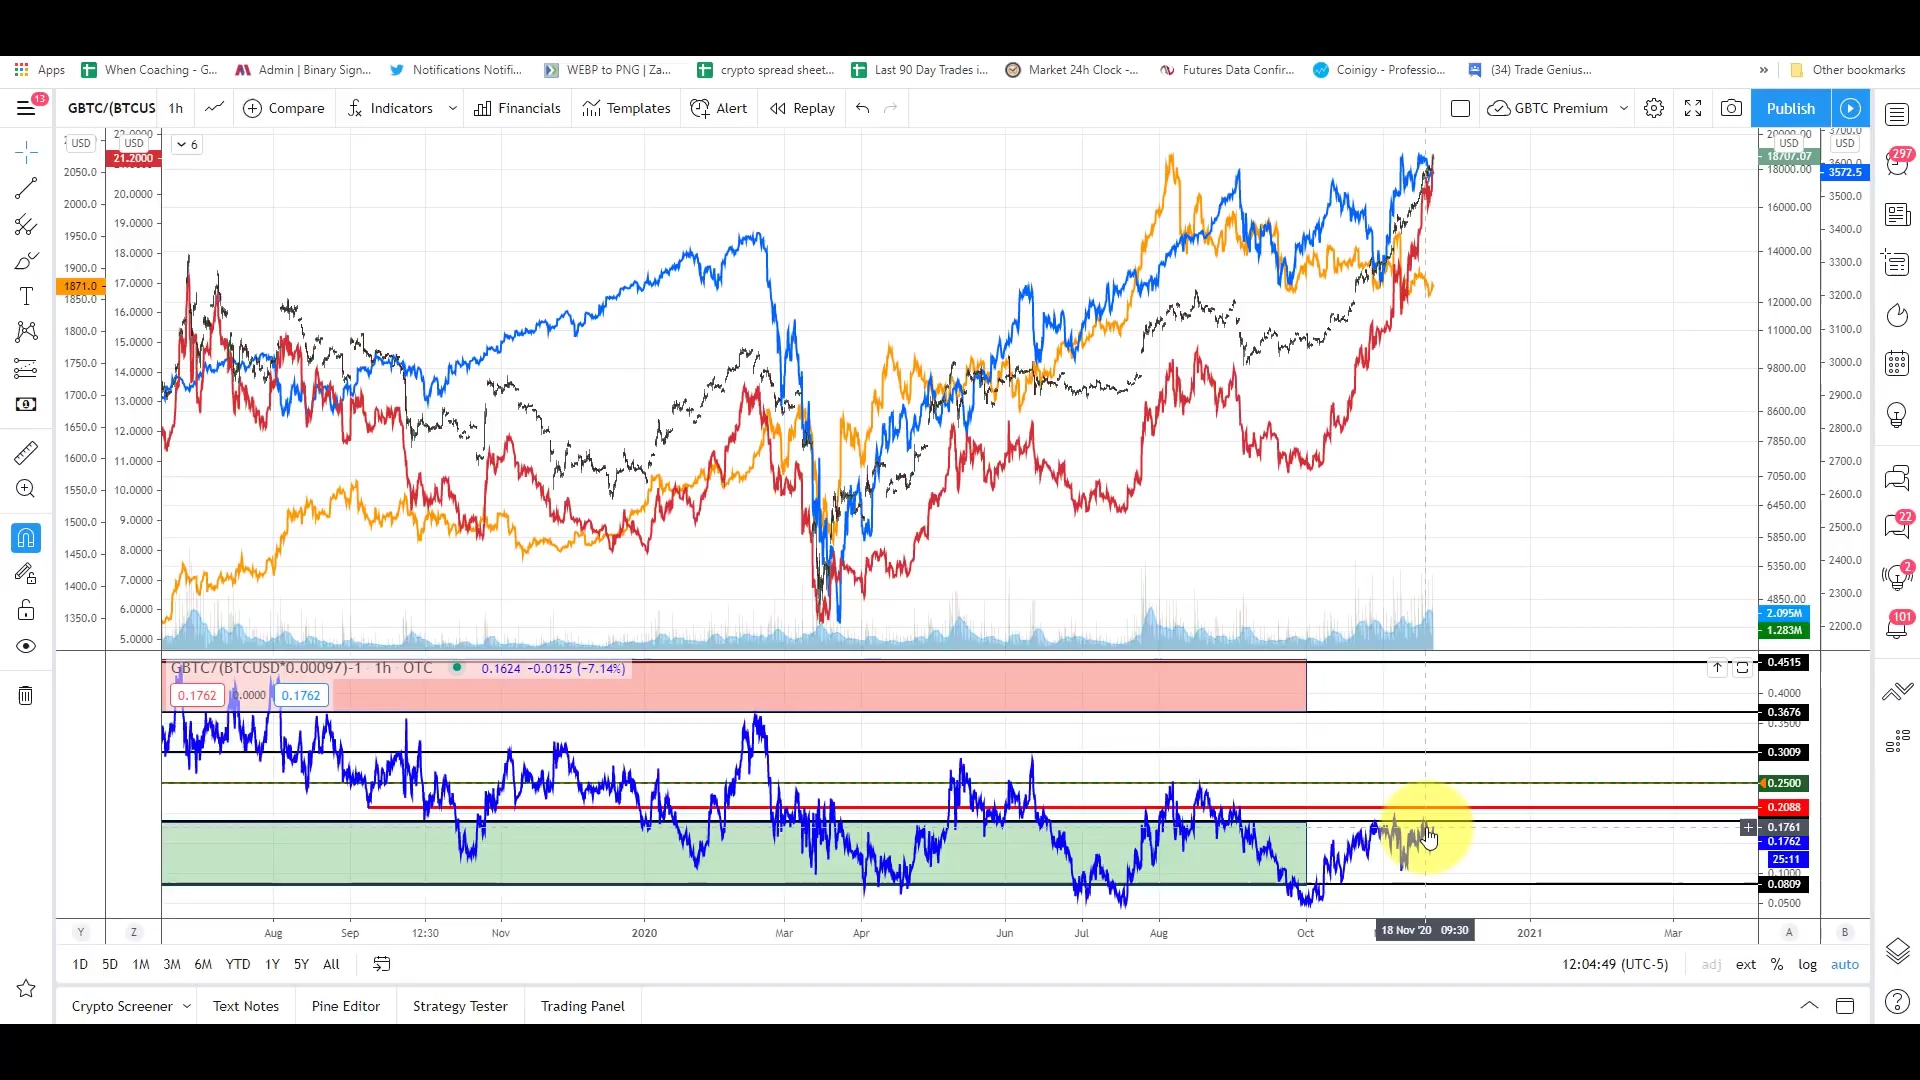 Apps
When Coaching - G...
Admin | Binary Sign...
Notifications Notifi...
WEBP to PNG | Za...
crypto spread sheet...
Last 90 Day Trades i...
Market 24h Clock -...
Futures Data Confir...
Coinigy - Professio...
(34) Trade Genius...
»
Other bookmarks
13
GBTC/(BTCUS
1h
Compare
Indicators
Financials
Templates
Alert
Replay
GBTC Premium
Publish
USD
USD
6
21.2000
2050.0
2000.0
1950.0
1900.0
1871.0
1850.0
1800.0
1750.0
1700.0
1650.0
1600.0
1550.0
1500.0
1450.0
1400.0
1350.0
20.0000
19.0000
18.0000
17.0000
16.0000
15.0000
14.0000
13.0000
12.0000
11.0000
10.0000
9.0000
8.0000
7.0000
6.0000
5.0000
USD
USD
18707.07
18000.00
16000.00
14000.00
12000.00
11000.00
9800.00
8600.00
7850.00
7050.00
6450.00
5850.00
5350.00
4850.00
2.095M
1.283M
3572.5
3500.0
3400.0
3300.0
3200.0
3100.0
3000.0
2900.0
2800.0
2700.0
2600.0
2500.0
2400.0
2300.0
2200.0
297
22
2
101
GBTC/(BTCUSD*0.00097)-1 · 1h · OTC
0.1624 −0.0125 (−7.14%)
0.1762
0.0000
0.1762
0.4515
0.4000
0.3676
0.3500
0.3009
0.2500
0.2088
0.1761
0.1762
25:11
0.1000
0.0809
0.0500
Y
Z
Aug
Sep
12:30
Nov
2020
Mar
Apr
Jun
Jul
Aug
Oct
18 Nov '20 09:30
2021
Mar
A
B
1D
5D
1M
3M
6M
YTD
1Y
5Y
All
12:04:49 (UTC-5)
adj
ext
%
log
auto
Crypto Screener
Text Notes
Pine Editor
Strategy Tester
Trading Panel